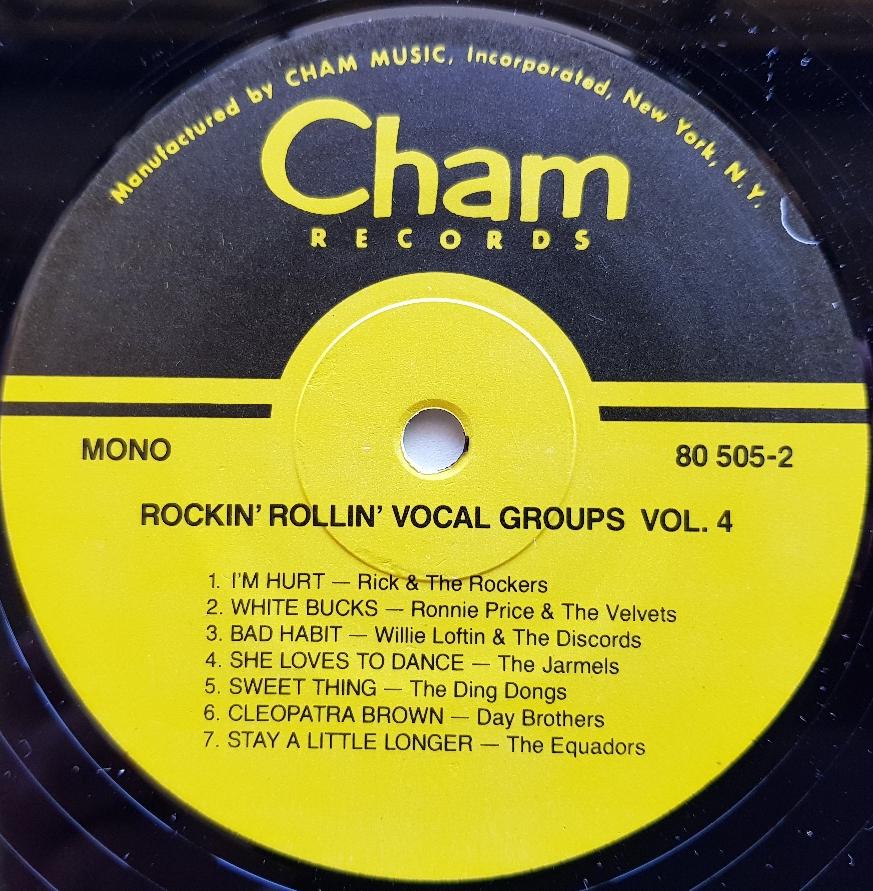 Manufactured by CHAM MUSIC, Incorporated, New York, N.Y.
Cham
RECORDS
MONO
80 505-2
ROCKIN' ROLLIN' VOCAL GROUPS VOL. 4
1. I'M HURT — Rick & The Rockers
2. WHITE BUCKS — Ronnie Price & The Velvets
3. BAD HABIT — Willie Loftin & The Discords
4. SHE LOVES TO DANCE — The Jarmels
5. SWEET THING — The Ding Dongs
6. CLEOPATRA BROWN — Day Brothers
7. STAY A LITTLE LONGER — The Equadors